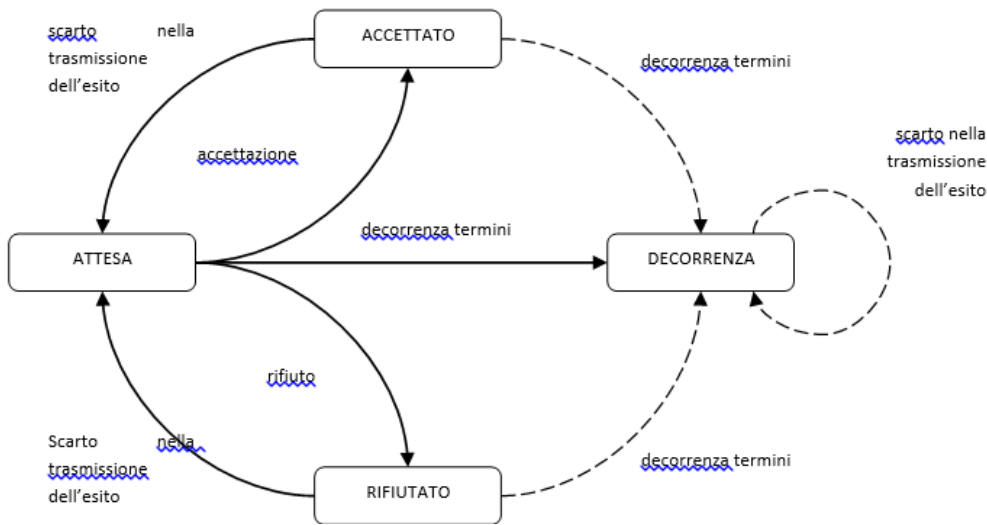 scarto nella
trasmissione
dell'esito
ACCETTATO
decorrenza termini
accettazione
scarto nella
trasmissione
dell'esito
decorrenza termini
ATTESA
DECORRENZA
rifiuto
Scarto nella
trasmissione
dell'esito
decorrenza termini
RIFIUTATO